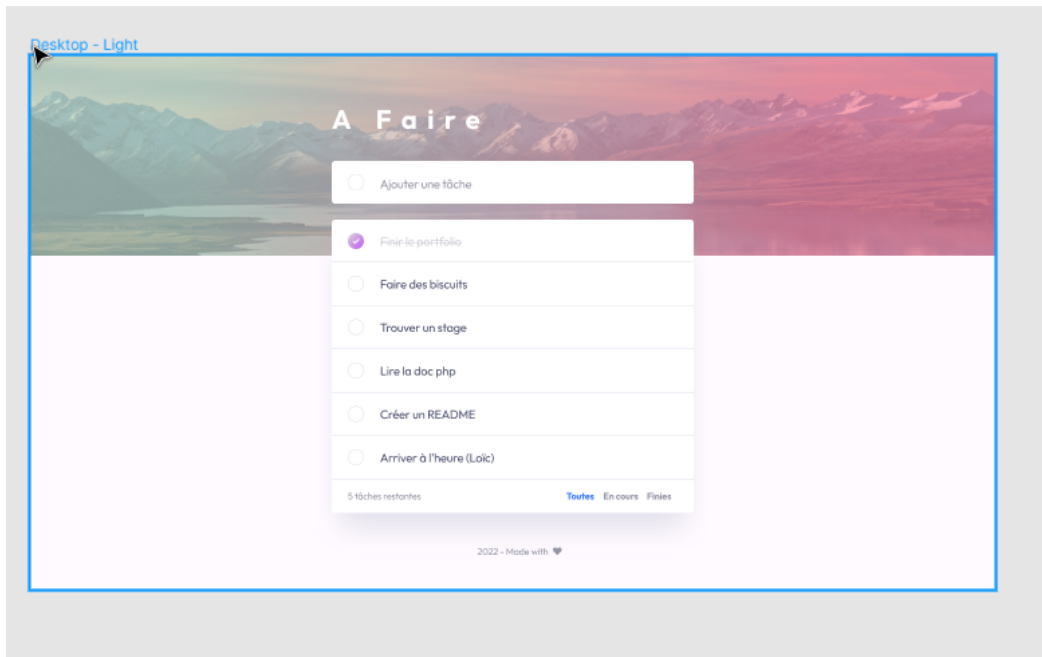 Desktop - Light
A Faire
Ajouter une tâche
Finir le portfolio
Faire des biscuits
Trouver un stage
Lire la doc php
Créer un README
Arriver à l'heure (Loïc)
5 tâches restantes Toutes En cours Finies
2022 - Made with 🖤